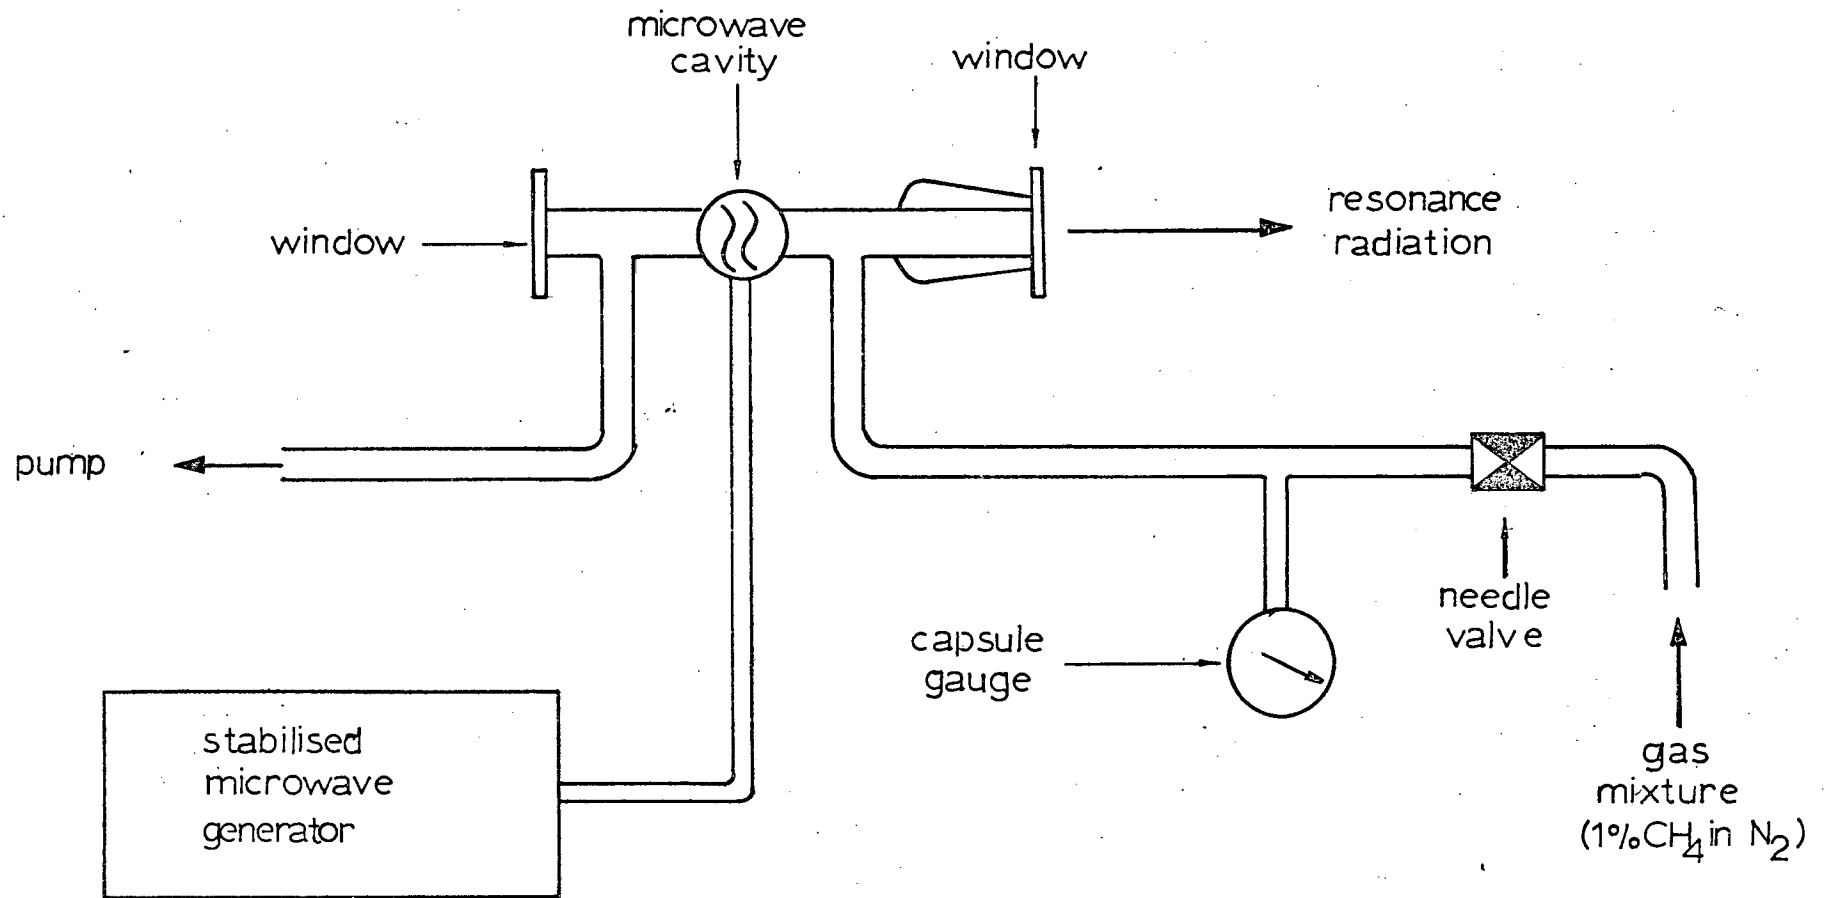 microwave
cavity
window
window
resonance
radiation
pump
needle
valve
capsule
gauge
stabilised
microwave
generator
gas
mixture
(1%CH4 in N2)